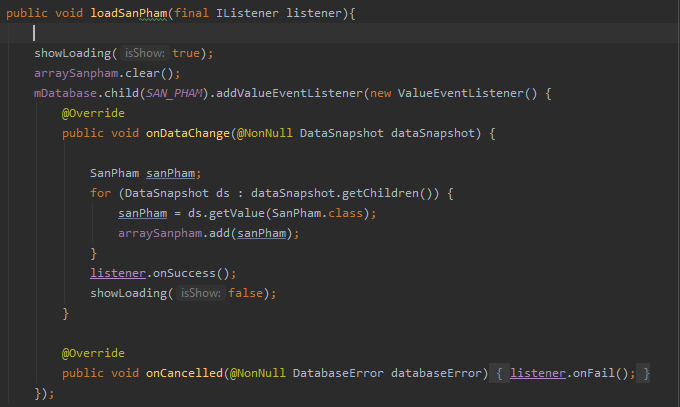 public void loadSanPham(final IListener listener){
showLoading( isShow: true);
arraySanpham.clear();
mDatabase.child(SAN_PHAM).addValueEventListener(new ValueEventListener() {
@Override
public void onDataChange(@NonNull DataSnapshot dataSnapshot) {
SanPham sanPham;
for (DataSnapshot ds : dataSnapshot.getChildren()) {
sanPham = ds.getValue(SanPham.class);
arraySanpham.add(sanPham);
}
listener.onSuccess();
showLoading( isShow: false);
}
@Override
public void onCancelled(@NonNull DatabaseError databaseError) { listener.onFail(); }
});